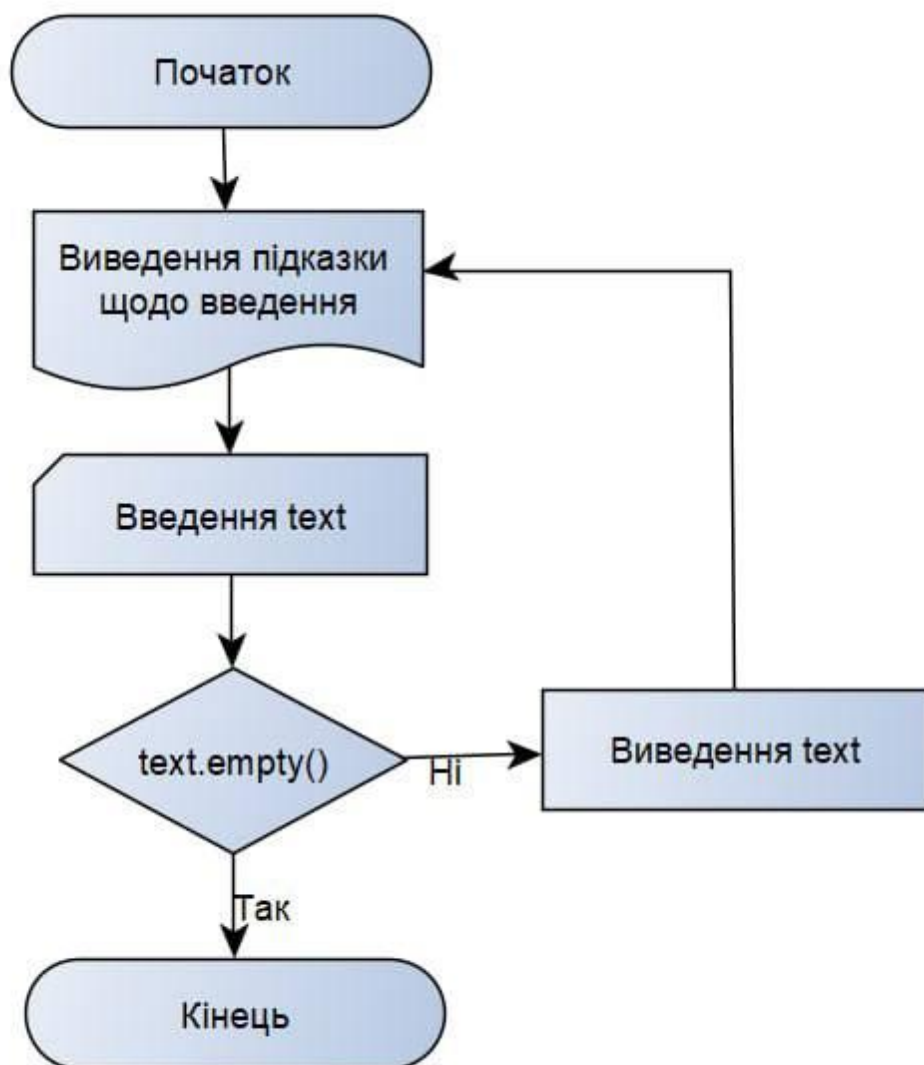 Початок
Виведення підказки
щодо введення
Введення text
text.empty()
Ні
Виведення text
Так
Кінець